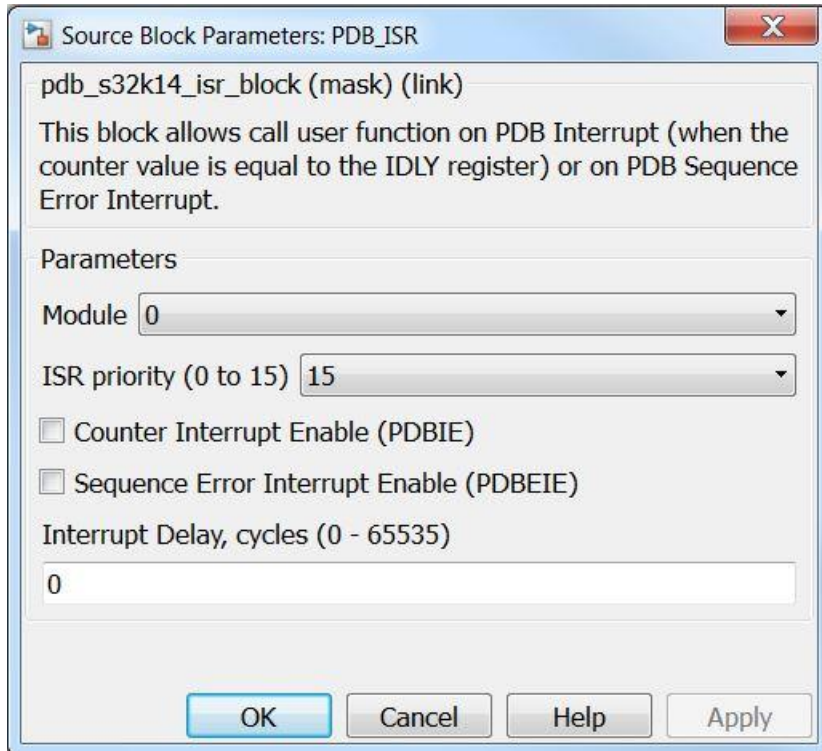 Source Block Parameters: PDB_ISR
X
pdb_s32k14_isr_block (mask) (link)
This block allows call user function on PDB Interrupt (when the
counter value is equal to the IDLY register) or on PDB Sequence
Error Interrupt.
Parameters
Module 0
ISR priority (0 to 15) 15
Counter Interrupt Enable (PDBIE)
Sequence Error Interrupt Enable (PDBEIE)
Interrupt Delay, cycles (0 - 65535)
0
OK Cancel Help Apply